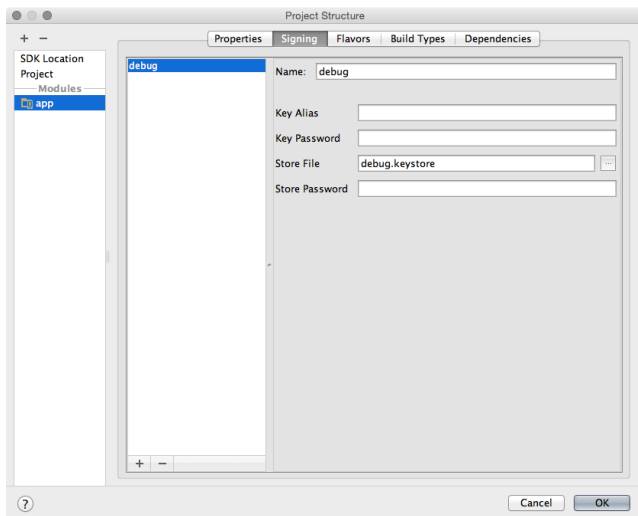 Project Structure
+ −
Properties Signing Flavors Build Types Dependencies
SDK Location
Project
Modules
app
debug
Name: debug
Key Alias
Key Password
Store File debug.keystore ...
Store Password
+ −
? Cancel OK